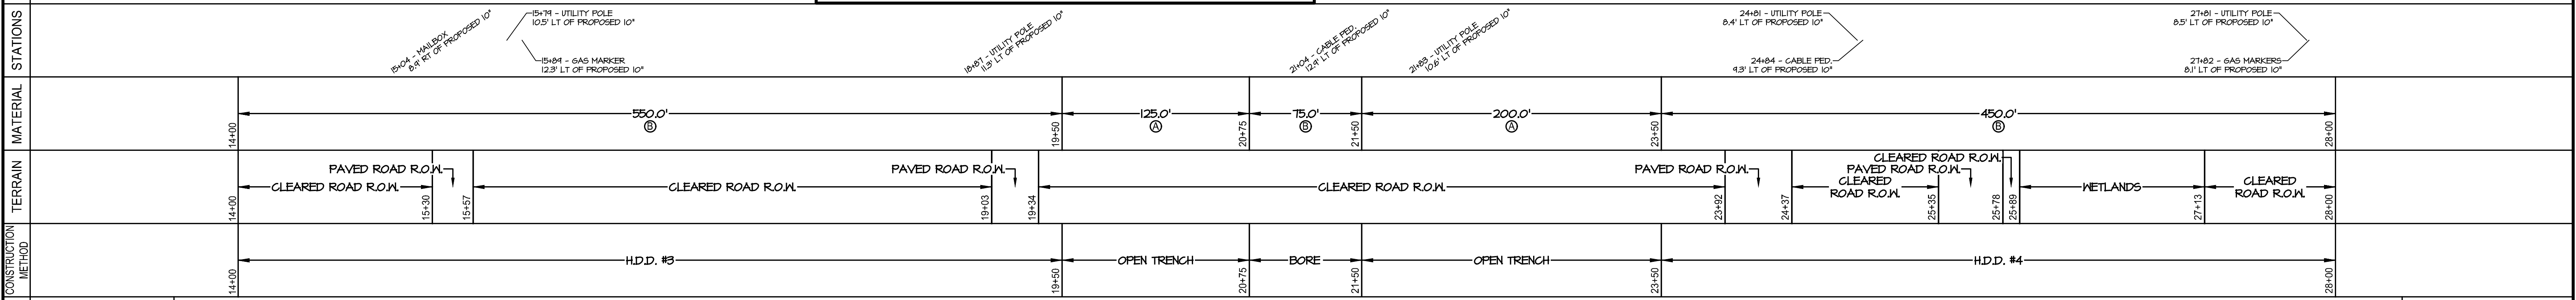 STATIONS
15+04 - MAILBOX
8.9' RT OF PROPOSED 10"
15+79 - UTILITY POLE
10.5' LT OF PROPOSED 10"
15+89 - GAS MARKER
12.3' LT OF PROPOSED 10"
18+87 - UTILITY POLE
11.3' LT OF PROPOSED 10"
21+04 - CABLE PED.
12.9' LT OF PROPOSED 10"
21+83 - UTILITY POLE
10.6' LT OF PROPOSED 10"
24+81 - UTILITY POLE
8.4' LT OF PROPOSED 10"
24+84 - CABLE PED.
9.3' LT OF PROPOSED 10"
27+81 - UTILITY POLE
8.5' LT OF PROPOSED 10"
27+82 - GAS MARKERS
8.1' LT OF PROPOSED 10"
MATERIAL
14+00
550.0'
B
19+50
125.0'
A
20+75
75.0'
B
21+50
200.0'
A
23+50
450.0'
B
28+00
TERRAIN
14+00
CLEARED ROAD R.O.W.
15+30
PAVED ROAD R.O.W.
15+57
CLEARED ROAD R.O.W.
19+03
PAVED ROAD R.O.W.
19+34
CLEARED ROAD R.O.W.
23+92
PAVED ROAD R.O.W.
24+37
CLEARED
ROAD R.O.W.
25+35
PAVED ROAD R.O.W.
25+78
CLEARED ROAD R.O.W.
25+89
WETLANDS
27+13
CLEARED
ROAD R.O.W.
28+00
CONSTRUCTION
METHOD
14+00
H.D.D. #3
19+50
OPEN TRENCH
20+75
BORE
21+50
OPEN TRENCH
23+50
H.D.D. #4
28+00